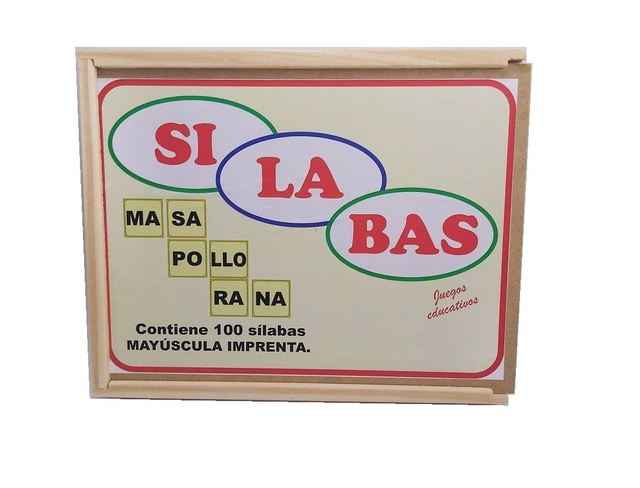 SI
LA
BAS
MA SA
PO LLO
RA NA
Juegos
educativos
Contiene 100 sílabas
MAYÚSCULA IMPRENTA.